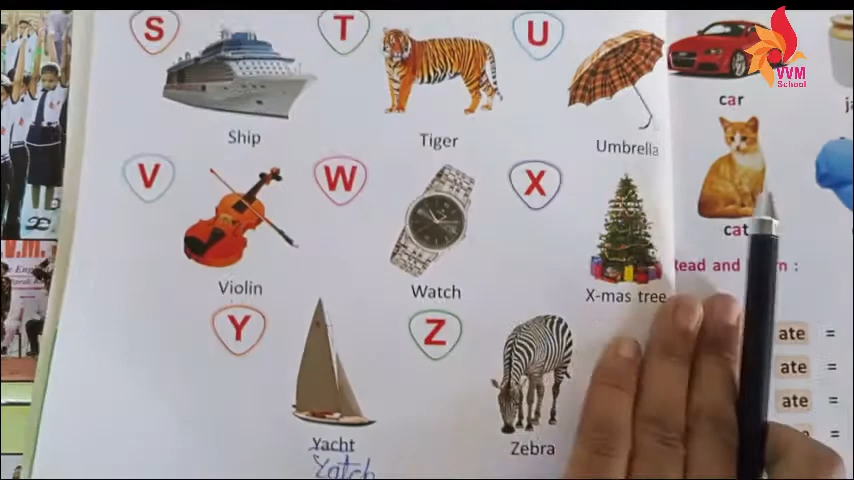 S T U
VVM
School
car
Ship Tiger Umbrella
V W X
cat
Violin Watch X-mas tree
Read and
Y Z
ate =
ate =
ate =
=
Yacht Zebra
Yatch